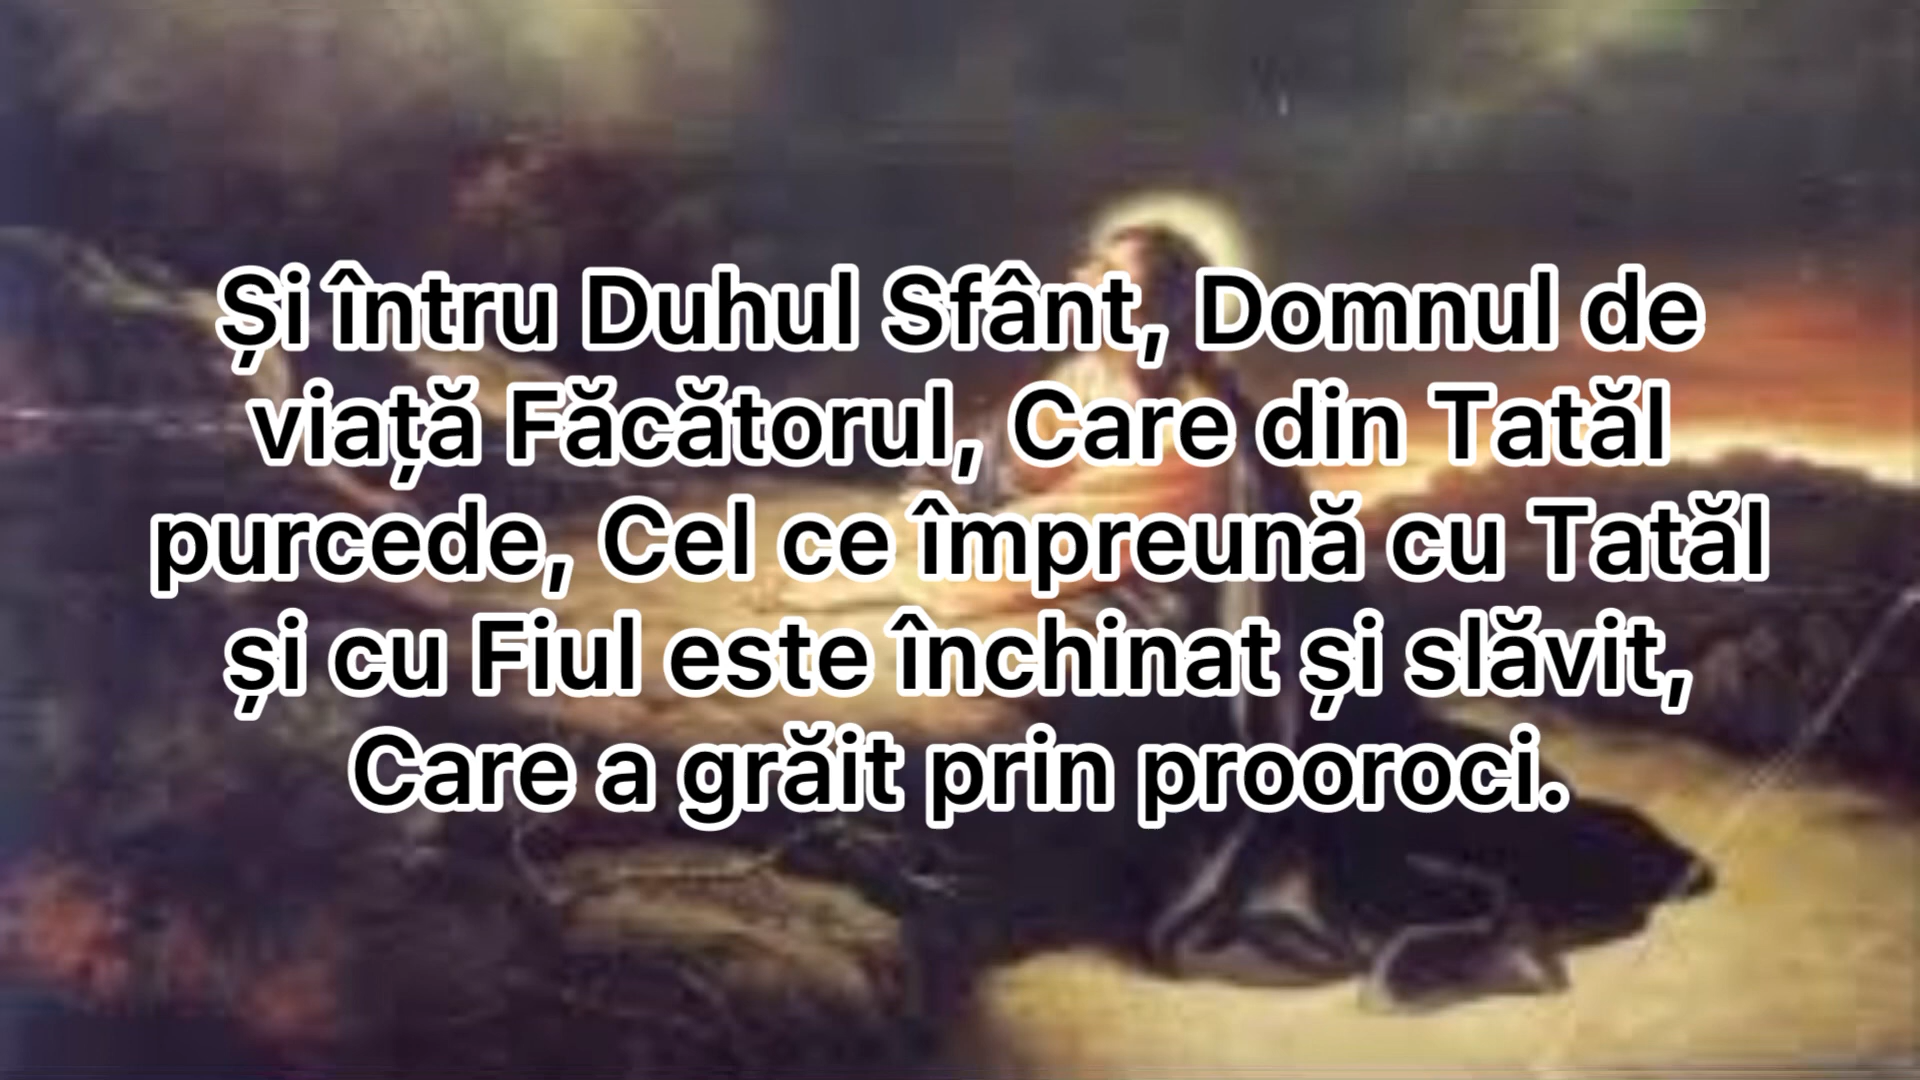 Și întru Duhul Sfânt, Domnul de
viață Făcătorul, Care din Tatăl
purcede, Cel ce împreună cu Tatăl
și cu Fiul este închinat și slăvit,
Care a grăit prin prooroci.